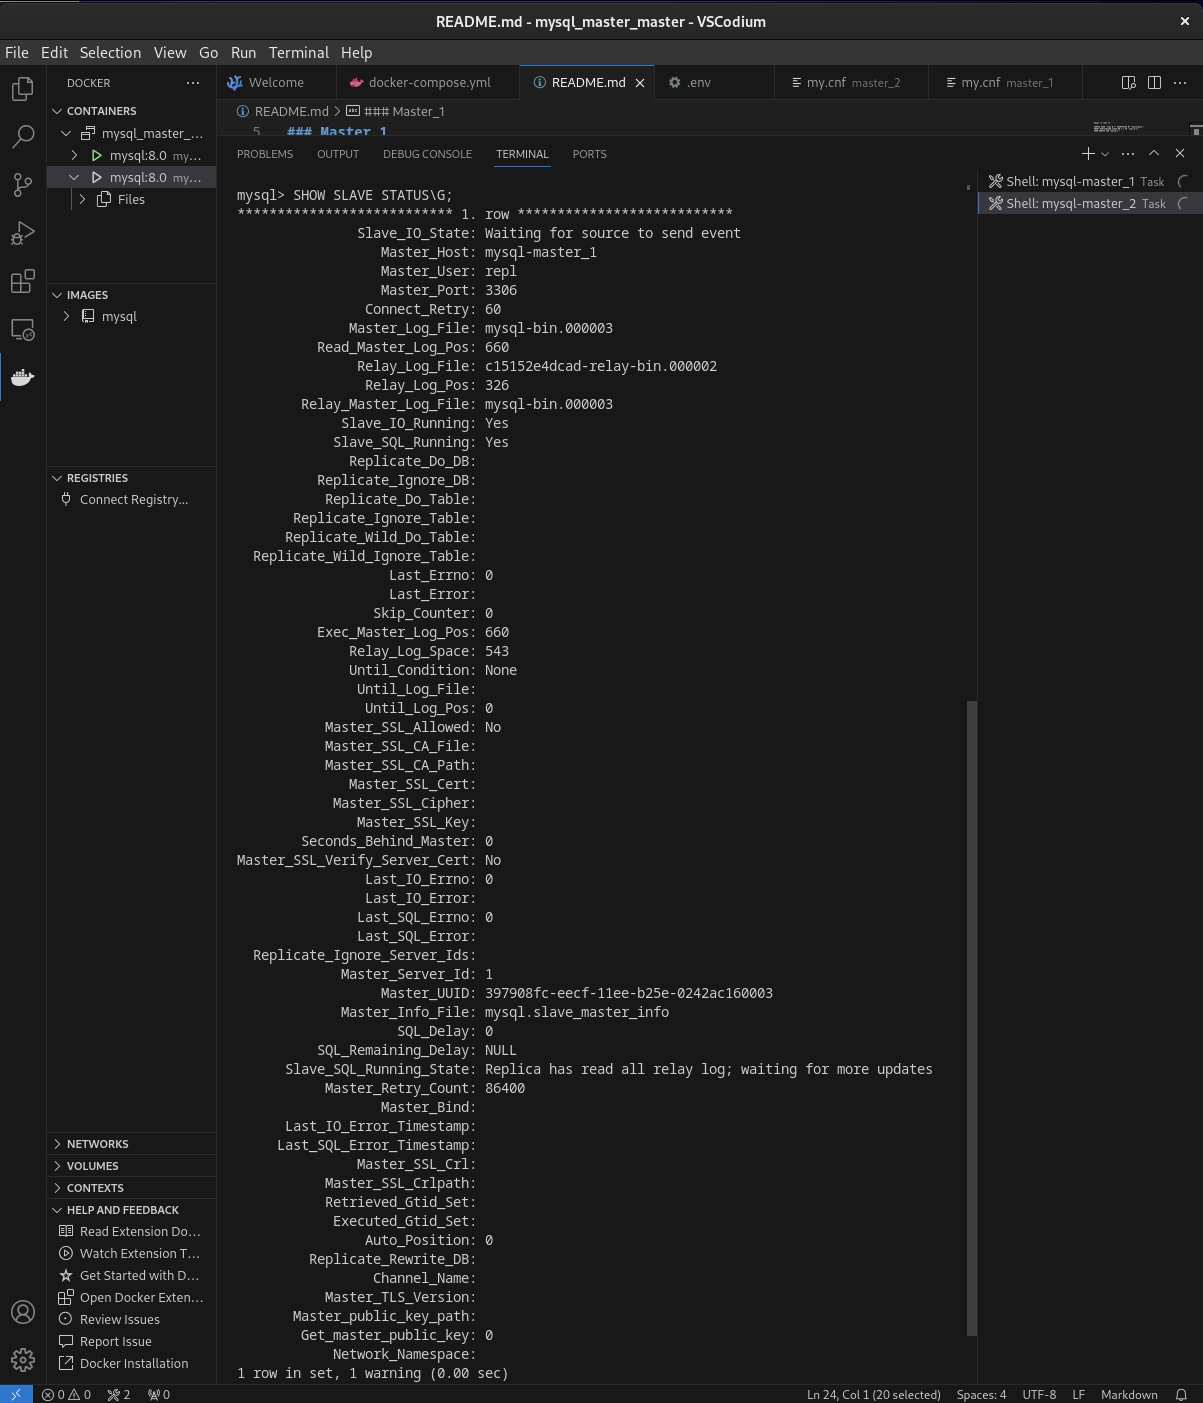 README.md - mysql_master_master - VSCodium
File Edit Selection View Go Run Terminal Help
DOCKER
Welcome docker-compose.yml README.md .env my.cnf master_2 my.cnf master_1
CONTAINERS
mysql_master_...
mysql:8.0 my...
mysql:8.0 my...
Files
IMAGES
mysql
REGISTRIES
Connect Registry...
NETWORKS
VOLUMES
CONTEXTS
HELP AND FEEDBACK
Read Extension Do...
Watch Extension T...
Get Started with D...
Open Docker Exten...
Review Issues
Report Issue
Docker Installation
README.md > ### Master_1
5 ### Master_1
PROBLEMS OUTPUT DEBUG CONSOLE TERMINAL PORTS
Shell: mysql-master_1 Task
Shell: mysql-master_2 Task
mysql> SHOW SLAVE STATUS\G;
*************************** 1. row ***************************
Slave_IO_State: Waiting for source to send event
Master_Host: mysql-master_1
Master_User: repl
Master_Port: 3306
Connect_Retry: 60
Master_Log_File: mysql-bin.000003
Read_Master_Log_Pos: 660
Relay_Log_File: c15152e4dcad-relay-bin.000002
Relay_Log_Pos: 326
Relay_Master_Log_File: mysql-bin.000003
Slave_IO_Running: Yes
Slave_SQL_Running: Yes
Replicate_Do_DB:
Replicate_Ignore_DB:
Replicate_Do_Table:
Replicate_Ignore_Table:
Replicate_Wild_Do_Table:
Replicate_Wild_Ignore_Table:
Last_Errno: 0
Last_Error:
Skip_Counter: 0
Exec_Master_Log_Pos: 660
Relay_Log_Space: 543
Until_Condition: None
Until_Log_File:
Until_Log_Pos: 0
Master_SSL_Allowed: No
Master_SSL_CA_File:
Master_SSL_CA_Path:
Master_SSL_Cert:
Master_SSL_Cipher:
Master_SSL_Key:
Seconds_Behind_Master: 0
Master_SSL_Verify_Server_Cert: No
Last_IO_Errno: 0
Last_IO_Error:
Last_SQL_Errno: 0
Last_SQL_Error:
Replicate_Ignore_Server_Ids:
Master_Server_Id: 1
Master_UUID: 397908fc-eecf-11ee-b25e-0242ac160003
Master_Info_File: mysql.slave_master_info
SQL_Delay: 0
SQL_Remaining_Delay: NULL
Slave_SQL_Running_State: Replica has read all relay log; waiting for more updates
Master_Retry_Count: 86400
Master_Bind:
Last_IO_Error_Timestamp:
Last_SQL_Error_Timestamp:
Master_SSL_Crl:
Master_SSL_Crlpath:
Retrieved_Gtid_Set:
Executed_Gtid_Set:
Auto_Position: 0
Replicate_Rewrite_DB:
Channel_Name:
Master_TLS_Version:
Master_public_key_path:
Get_master_public_key: 0
Network_Namespace:
1 row in set, 1 warning (0.00 sec)
0 0 2 0 Ln 24, Col 1 (20 selected) Spaces: 4 UTF-8 LF Markdown